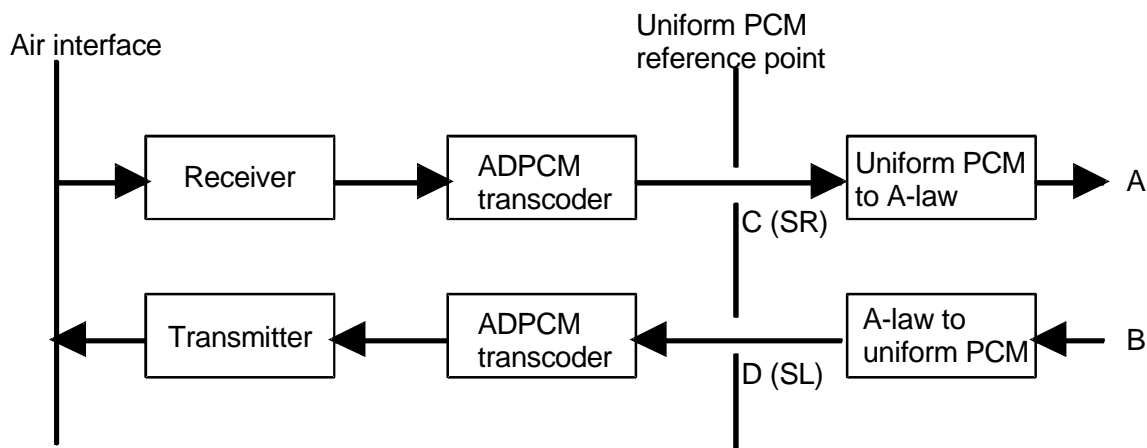 Air interface
Uniform PCM
reference point
Receiver
ADPCM
transcoder
Uniform PCM
to A-law
A
C (SR)
Transmitter
ADPCM
transcoder
A-law to
uniform PCM
B
D (SL)